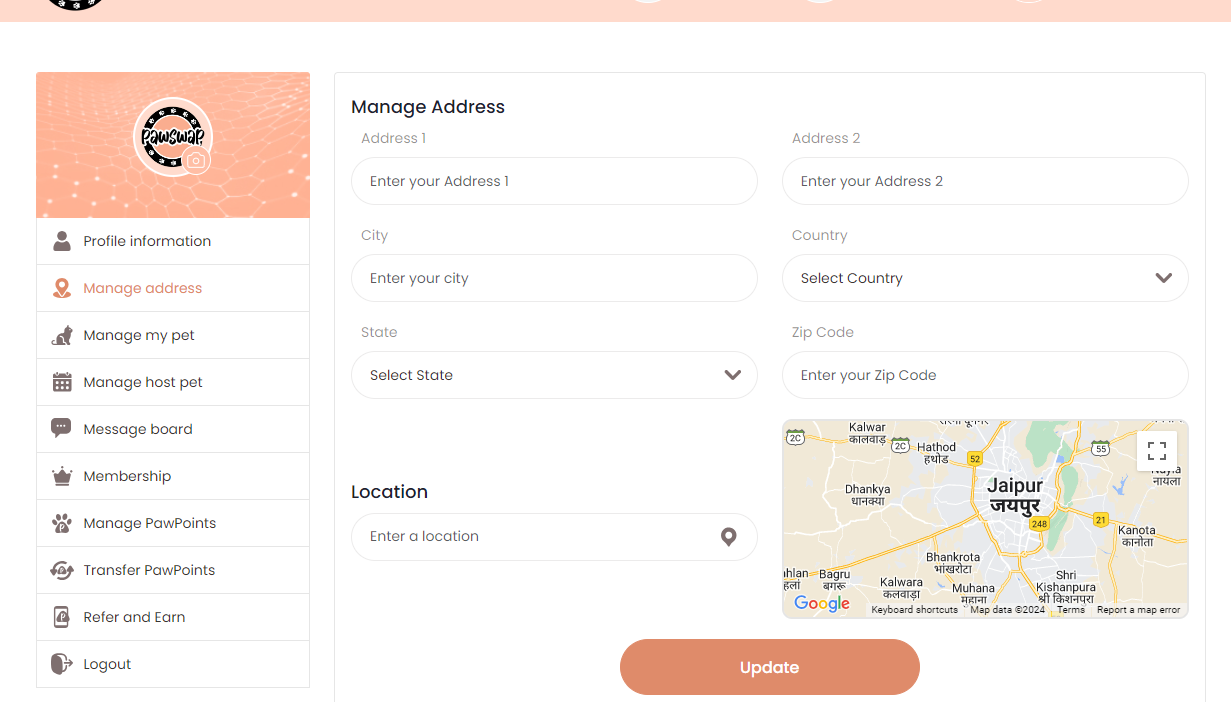 PawSwap
Profile information
Manage address
Manage my pet
Manage host pet
Message board
Membership
Manage PawPoints
Transfer PawPoints
Refer and Earn
Logout
Manage Address
Address 1
Address 2
Enter your Address 1
Enter your Address 2
City
Country
Enter your city
Select Country
State
Zip Code
Select State
Enter your Zip Code
Location
Enter a location
2C
Kalwar
कालवाड़
2C
Hathod
हथोड
52
55
नायला
Dhankya
धानक्या
Jaipur
जयपुर
248
21
Kanota
कानोता
Bhankrota
भांखरोटा
Bagru
बगरू
Kalwara
कलवाड़ा
Muhana
महाना
Shri
Kishanpura
श्री किशनपुरा
Google
Keyboard shortcuts
Map data ©2024
Terms
Report a map error
Update